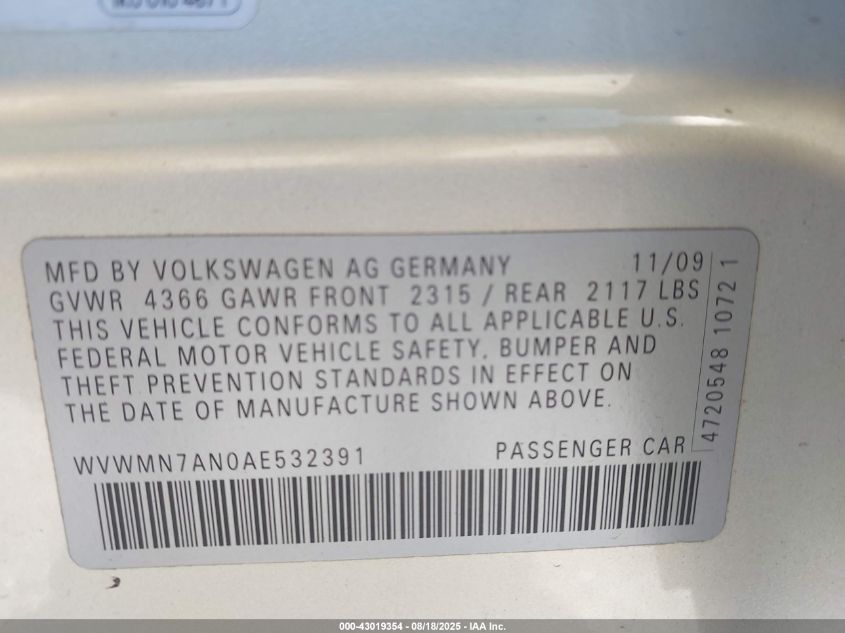 MFD BY VOLKSWAGEN AG GERMANY 11/09
GVWR 4366 GAWR FRONT 2315 / REAR 2117 LBS
THIS VEHICLE CONFORMS TO ALL APPLICABLE U.S.
FEDERAL MOTOR VEHICLE SAFETY, BUMPER AND
THEFT PREVENTION STANDARDS IN EFFECT ON
THE DATE OF MANUFACTURE SHOWN ABOVE.
WVWMN7AN0AE532391 PASSENGER CAR
4720548 1072 1
000-43019354 - 08/18/2025 - IAA Inc.